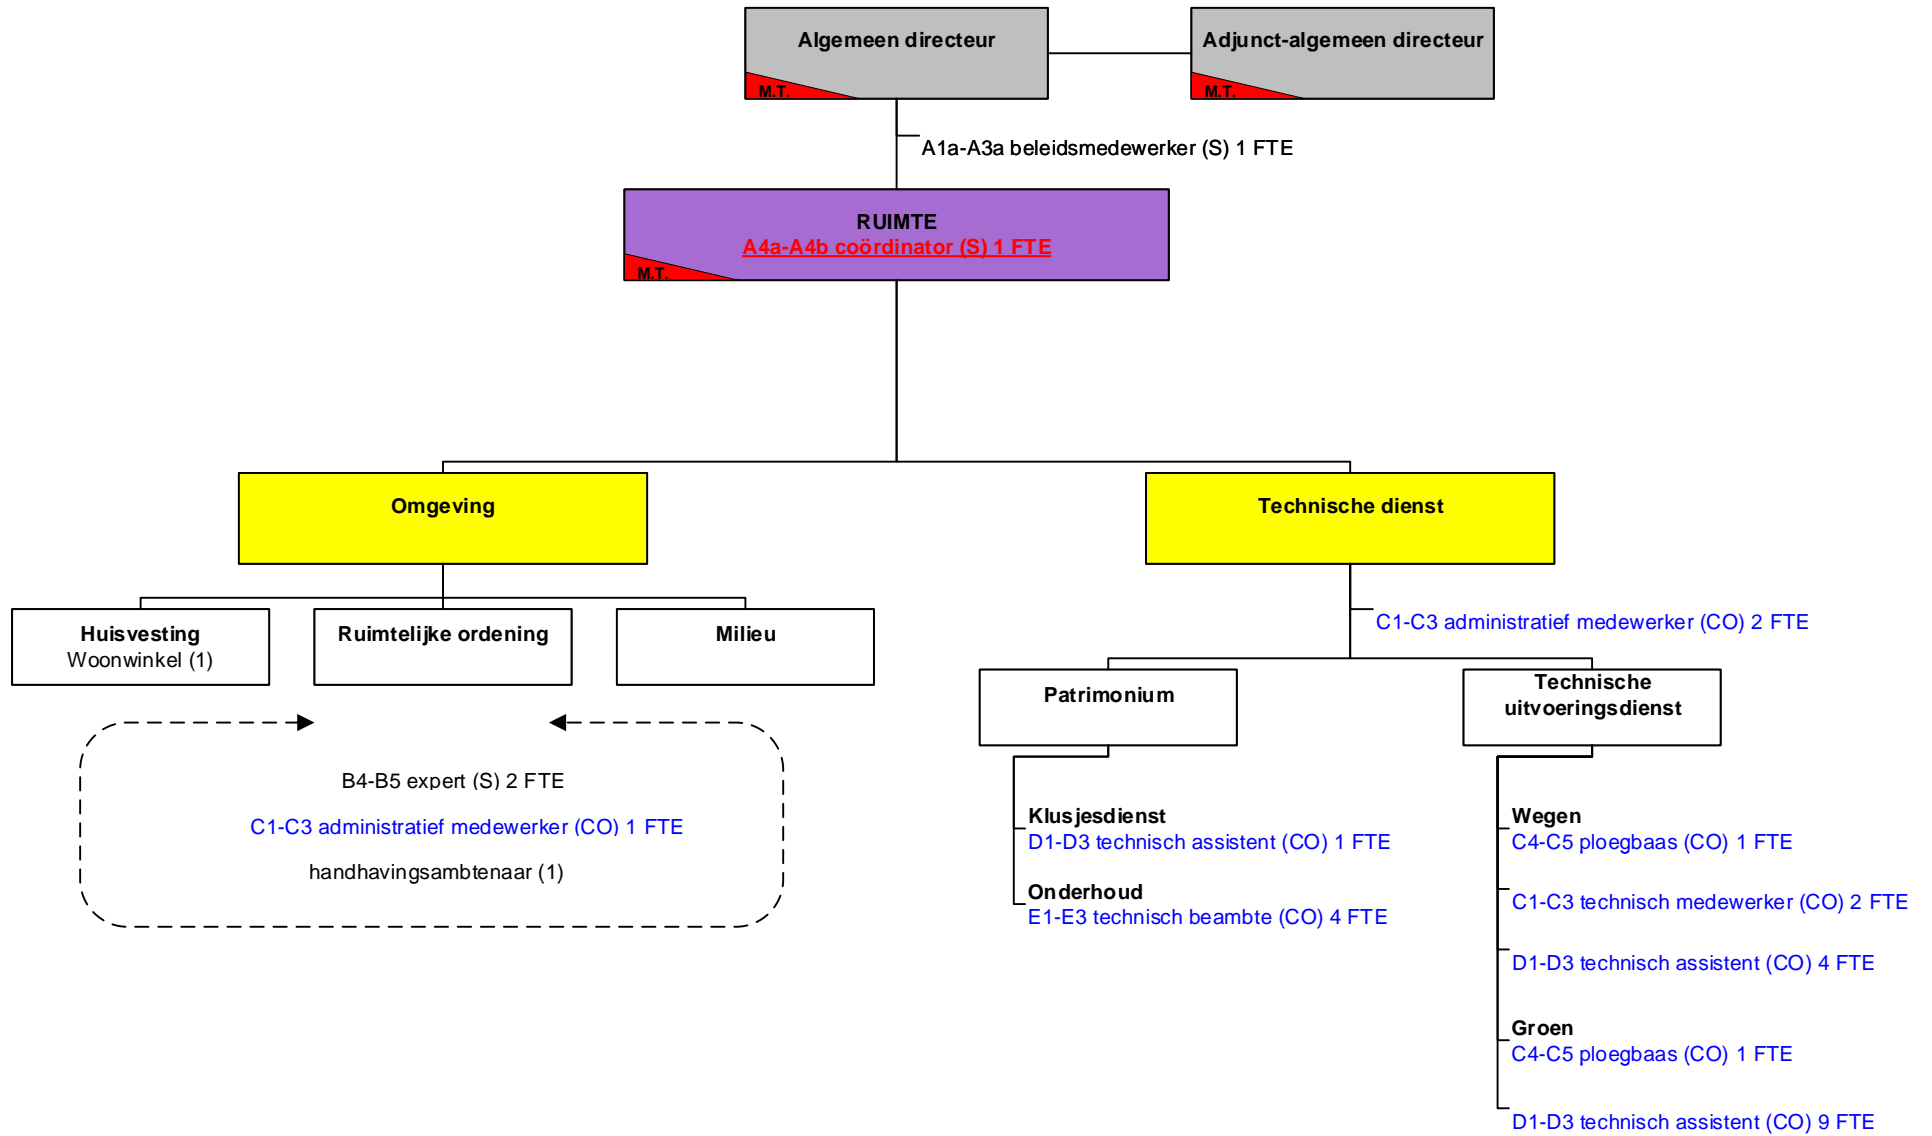 Algemeen directeur
M.T.
Adjunct-algemeen directeur
M.T.
A1a-A3a beleidsmedewerker (S) 1 FTE
RUIMTE
A4a-A4b coördinator (S) 1 FTE
M.T.
Omgeving
Technische dienst
Huisvesting
Woonwinkel (1)
Ruimtelijke ordening
Milieu
C1-C3 administratief medewerker (CO) 2 FTE
Patrimonium
Technische
uitvoeringsdienst
B4-B5 expert (S) 2 FTE
C1-C3 administratief medewerker (CO) 1 FTE
handhavingsambtenaar (1)
Klusjesdienst
D1-D3 technisch assistent (CO) 1 FTE
Onderhoud
E1-E3 technisch beambte (CO) 4 FTE
Wegen
C4-C5 ploegbaas (CO) 1 FTE
C1-C3 technisch medewerker (CO) 2 FTE
D1-D3 technisch assistent (CO) 4 FTE
Groen
C4-C5 ploegbaas (CO) 1 FTE
D1-D3 technisch assistent (CO) 9 FTE